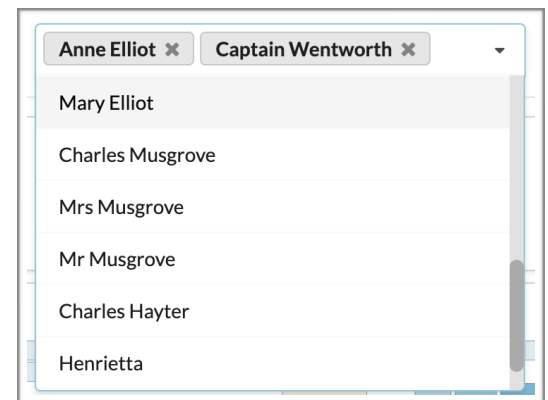 Anne Elliot ✖ Captain Wentworth ✖
Mary Elliot
Charles Musgrove
Mrs Musgrove
Mr Musgrove
Charles Hayter
Henrietta